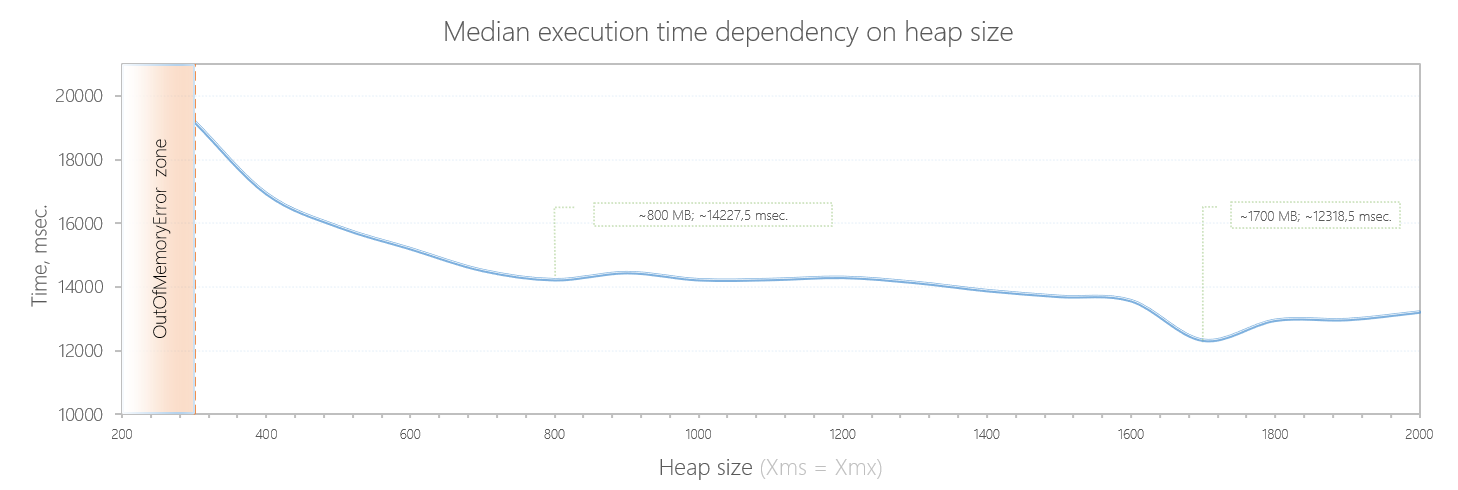 Median execution time dependency on heap size
20000
18000
16000
14000
12000
10000
Time, msec.
OutOfMemoryError zone
~800 MB; ~14227,5 msec.
~1700 MB; ~12318,5 msec.
200 400 600 800 1000 1200 1400 1600 1800 2000
Heap size (Xms = Xmx)